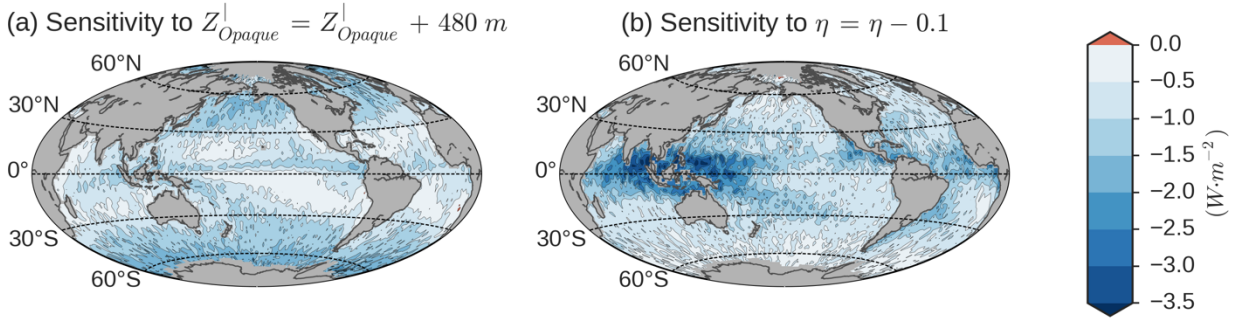 (a) Sensitivity to Z|Opaque = Z|Opaque + 480 m
60°N
30°N
0°
30°S
60°S
(b) Sensitivity to η = η − 0.1
60°N
30°N
0°
30°S
60°S
0.0
−0.5
−1.0
−1.5
−2.0
−2.5
−3.0
−3.5
(W·m⁻²)